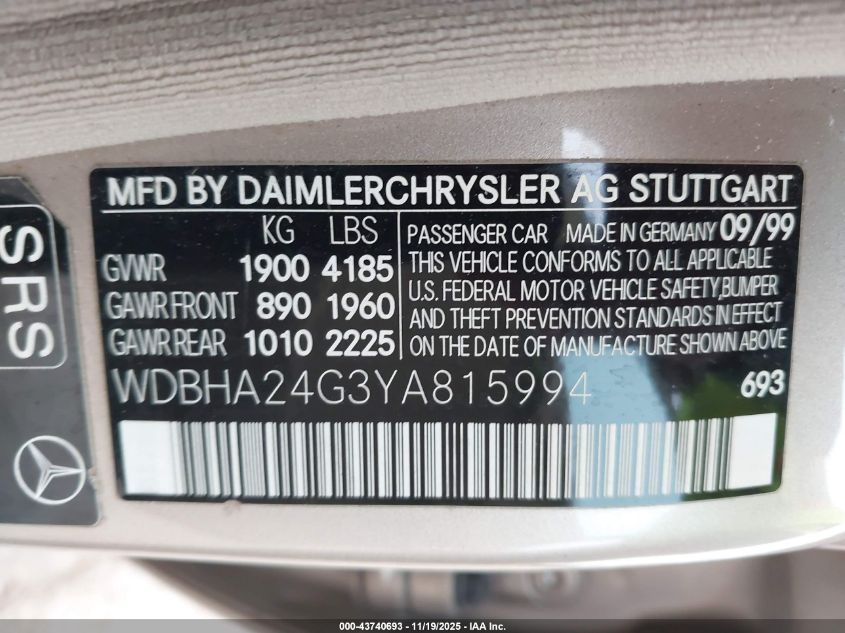 MFD BY DAIMLERCHRYSLER AG STUTTGART
KG LBS
GVWR 1900 4185
GAWR FRONT 890 1960
GAWR REAR 1010 2225
PASSENGER CAR MADE IN GERMANY 09/99
THIS VEHICLE CONFORMS TO ALL APPLICABLE
U.S. FEDERAL MOTOR VEHICLE SAFETY,BUMPER
AND THEFT PREVENTION STANDARDS IN EFFECT
ON THE DATE OF MANUFACTURE SHOWN ABOVE
WDBHA24G3YA815994 693
SRS
000-43740693 - 11/19/2025 - IAA Inc.